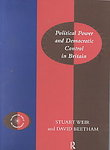 Political Power and
Democratic Control
in Britain
STUART WEIR
and DAVID BEETHAM